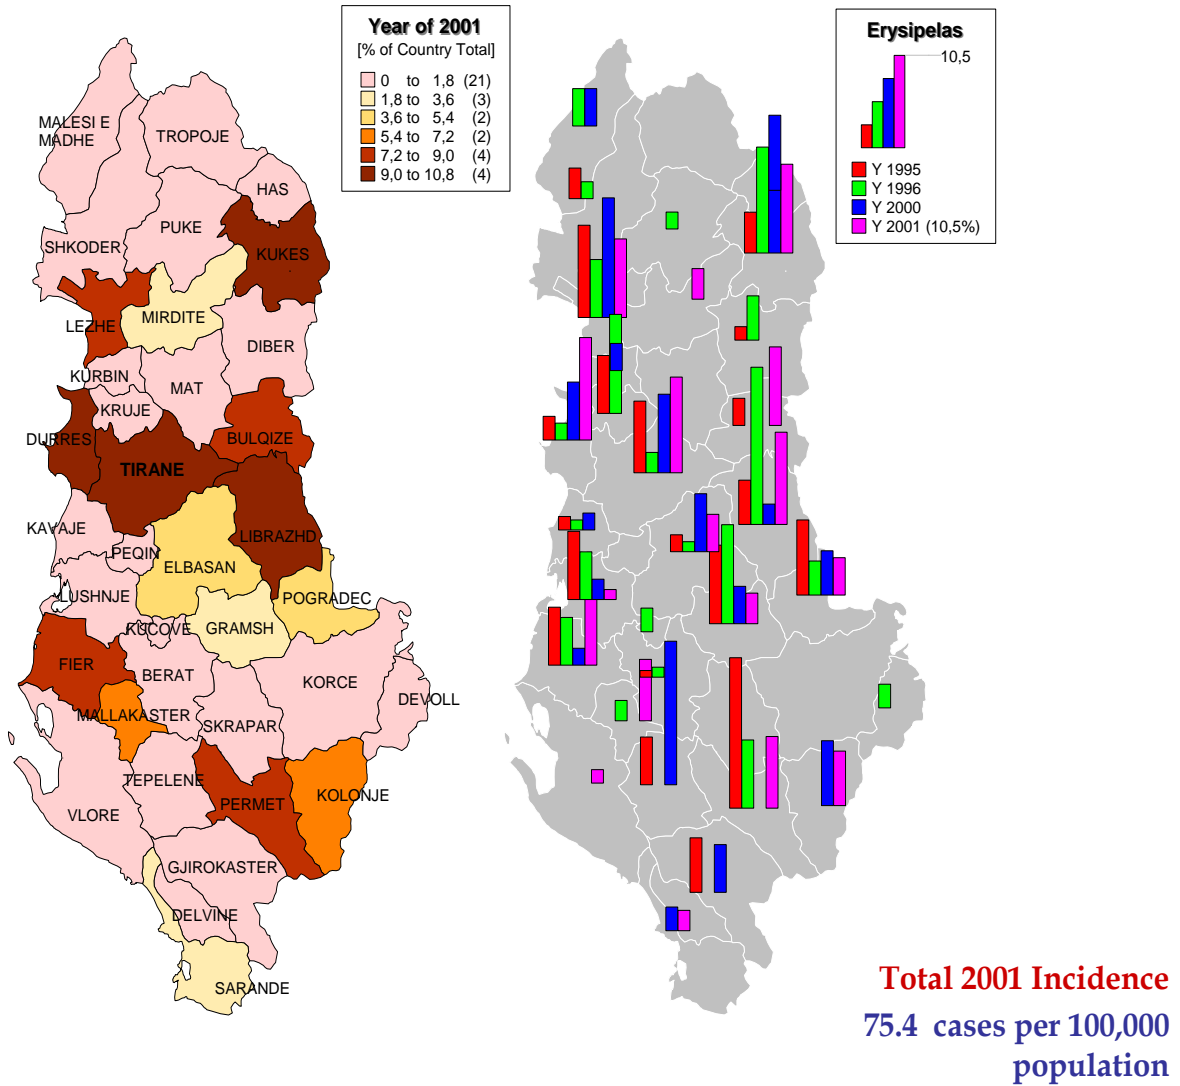 Year of 2001
[% of Country Total]
0 to 1,8 (21)
1,8 to 3,6 (3)
3,6 to 5,4 (2)
5,4 to 7,2 (2)
7,2 to 9,0 (4)
9,0 to 10,8 (4)
MALESI E
MADHE
TROPOJE
HAS
PUKE
SHKODER
KUKES
MIRDITE
LEZHE
DIBER
KURBIN
MAT
KRUJE
DURRES
BULQIZE
TIRANE
KAVAJE
LIBRAZHD
PEQIN
ELBASAN
LUSHNJE
POGRADEC
KUCOVE
GRAMSH
FIER
BERAT
KORCE
DEVOLL
MALLAKASTER
SKRAPAR
TEPELENE
KOLONJE
PERMET
VLORE
GJIROKASTER
DELVINE
SARANDE
Erysipelas
10,5
Y 1995
Y 1996
Y 2000
Y 2001 (10,5%)
Total 2001 Incidence
75.4 cases per 100,000
population